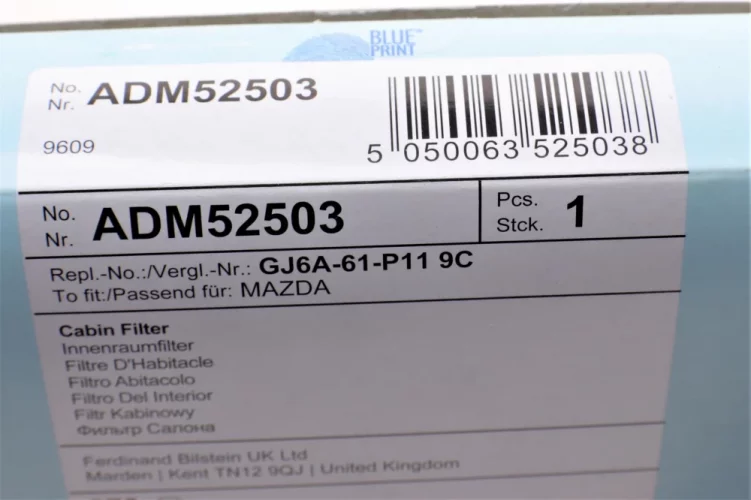 BLUE
PRINT™
No.
Nr. ADM52503
9609
5 050063 525038
No.
Nr. ADM52503
Pcs.
Stck. 1
Repl.-No.:/Vergl.-Nr.: GJ6A-61-P11 9C
To fit:/Passend für: MAZDA
Cabin Filter
Innenraumfilter
Filtre D'Habitacle
Filtro Abitacolo
Filtro Del Interior
Filtr Kabinowy
Фильтр Салона
Ferdinand Bilstein UK Ltd
Marden | Kent TN12 9QJ | United Kingdom